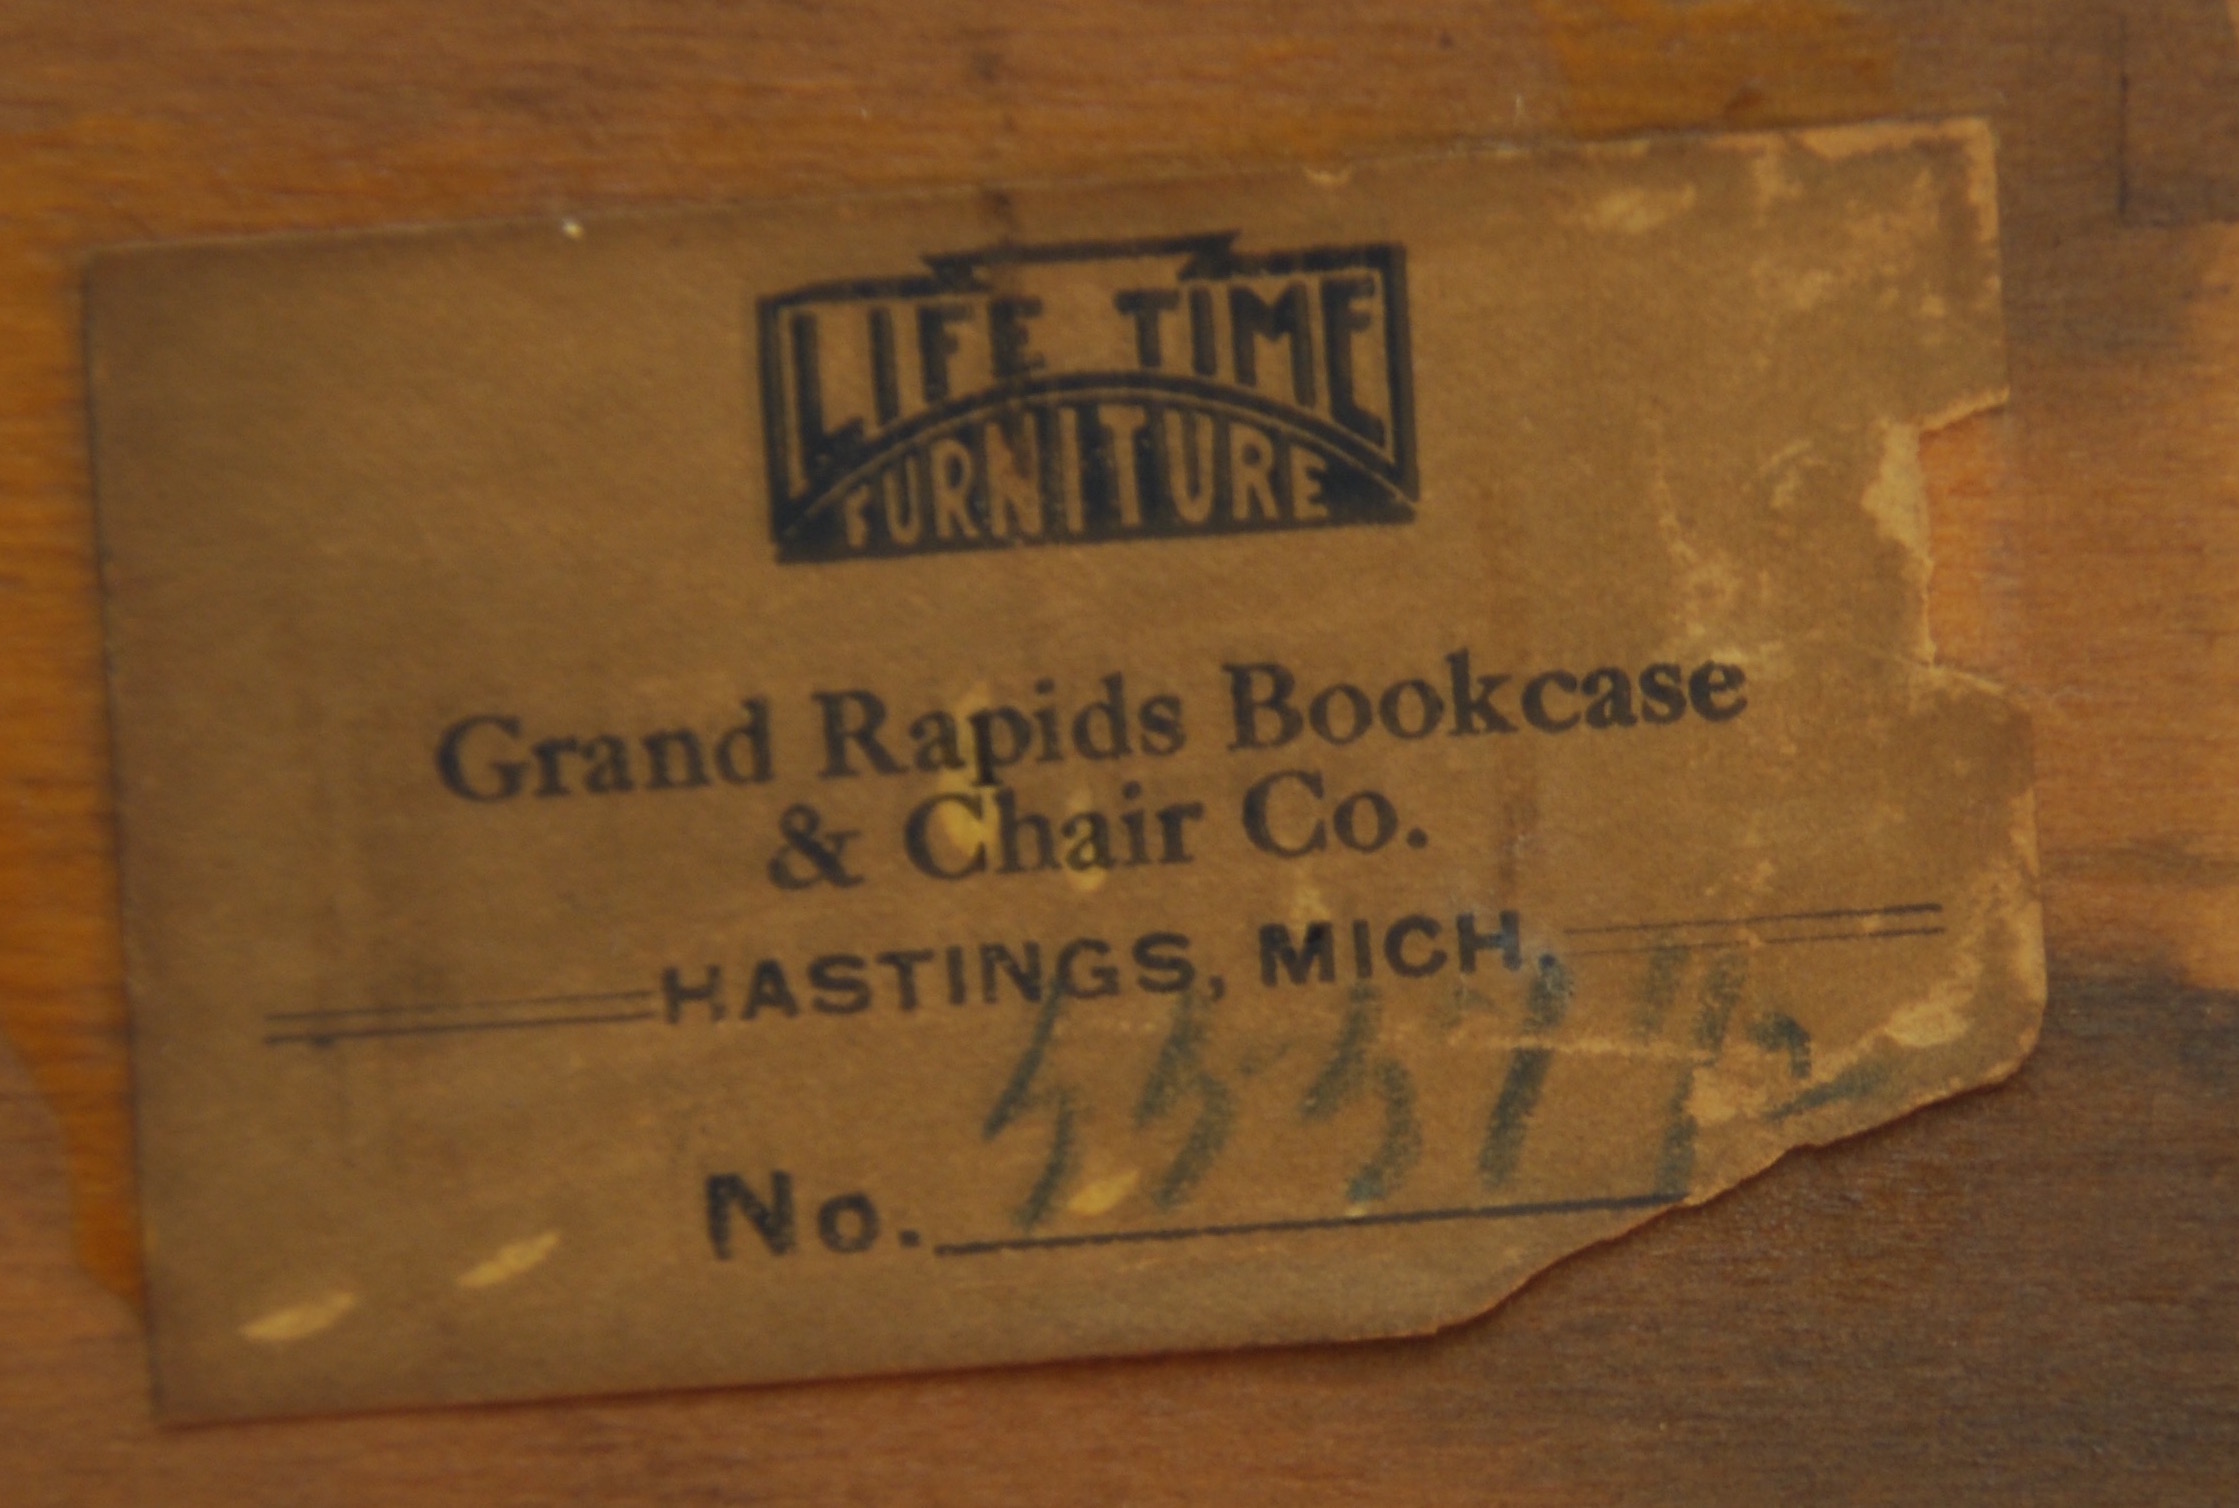 LIFE TIME
FURNITURE
Grand Rapids Bookcase
& Chair Co.
HASTINGS, MICH.
No.